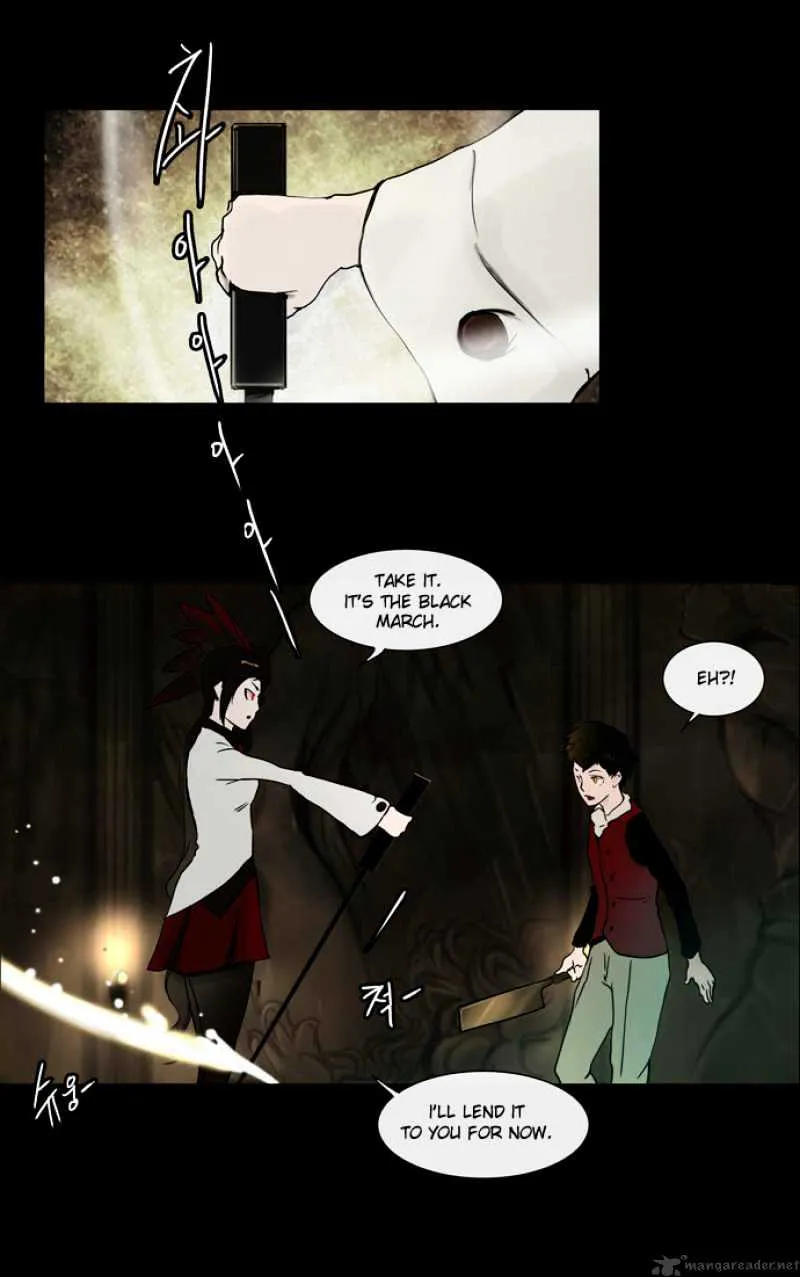 촤
아
아
아
아
아
TAKE IT.
IT'S THE BLACK
MARCH.
EH?!
척-
슈웅-
I'LL LEND IT
TO YOU FOR NOW.
mangareader.net